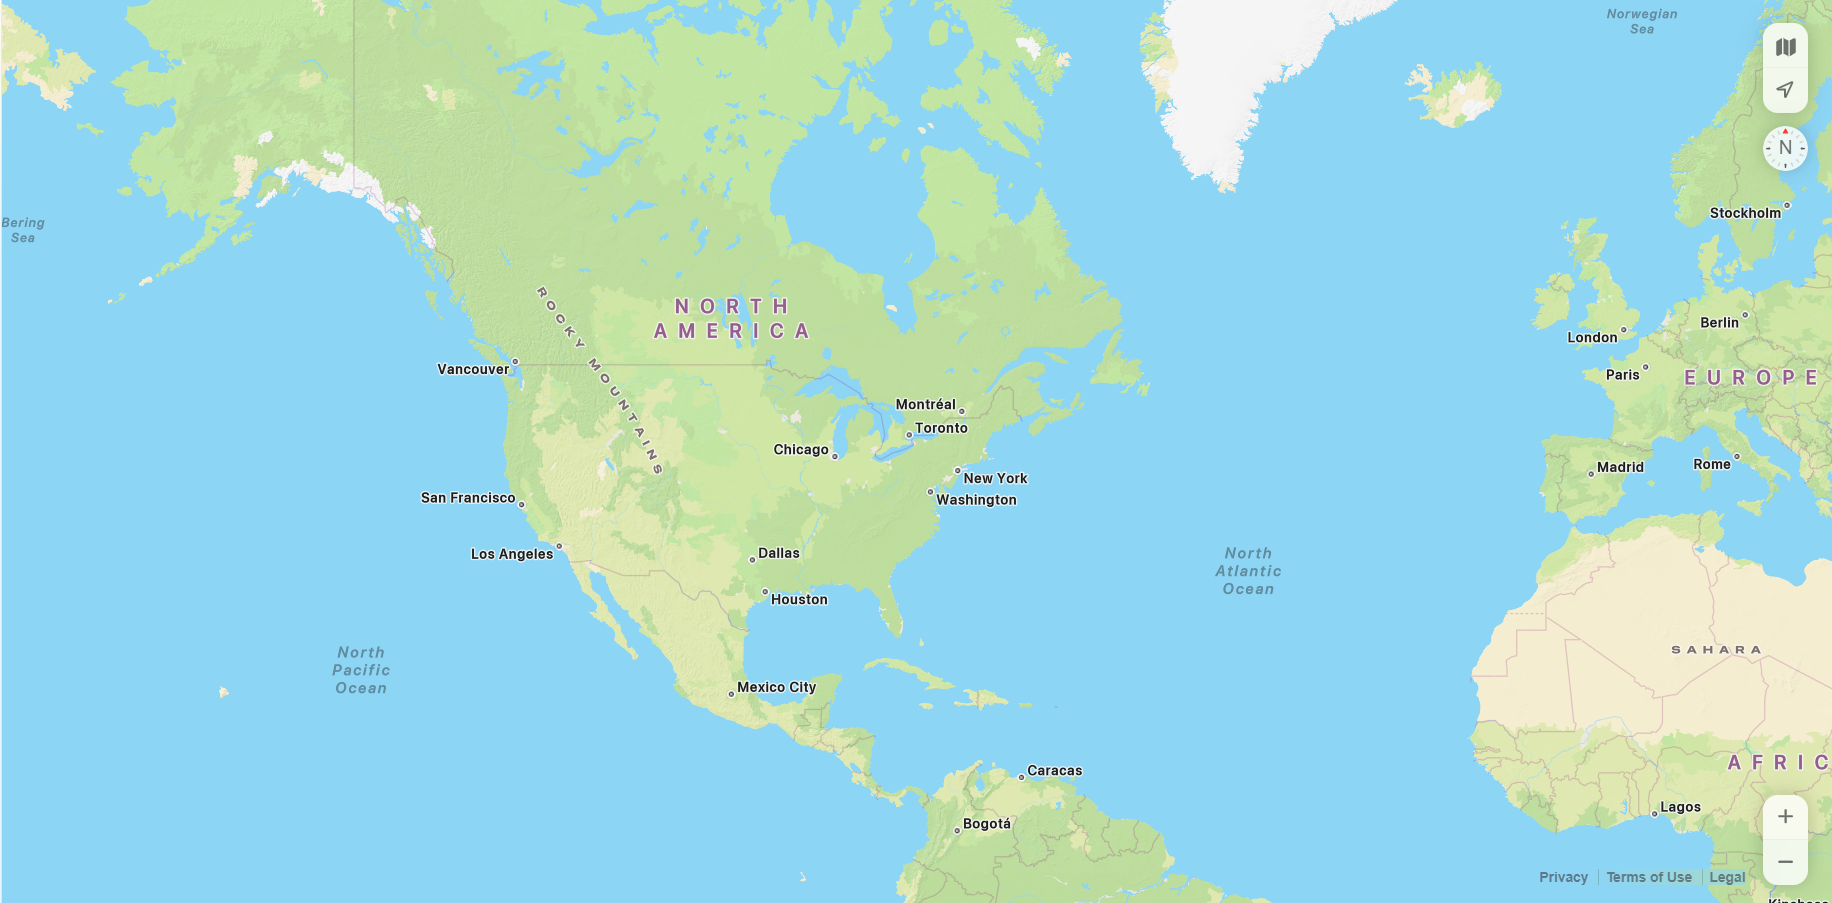 Norwegian
Sea
N
Stockholm
Bering
Sea
ROCKY MOUNTAINS
NORTH
AMERICA
London
Berlin
Vancouver
Paris
EUROPE
Montréal
Toronto
Chicago
New York
Washington
Madrid
Rome
San Francisco
Los Angeles
Dallas
Houston
North
Atlantic
Ocean
North
Pacific
Ocean
SAHARA
Mexico City
Caracas
AFRIC
Bogotá
Lagos
+
−
Privacy
Terms of Use
Legal